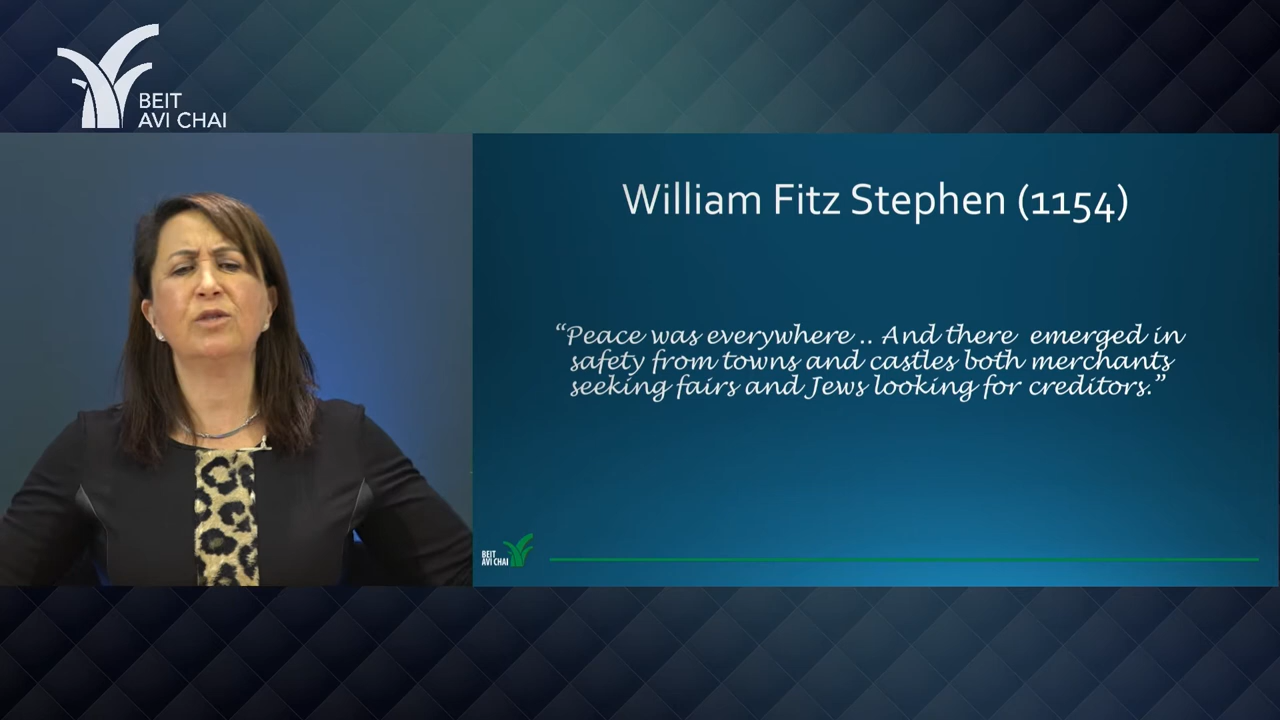 BEIT
AVI CHAI
William Fitz Stephen (1154)
“Peace was everywhere .. And there emerged in
safety from towns and castles both merchants
seeking fairs and Jews looking for creditors.”
BEIT
AVI CHAI